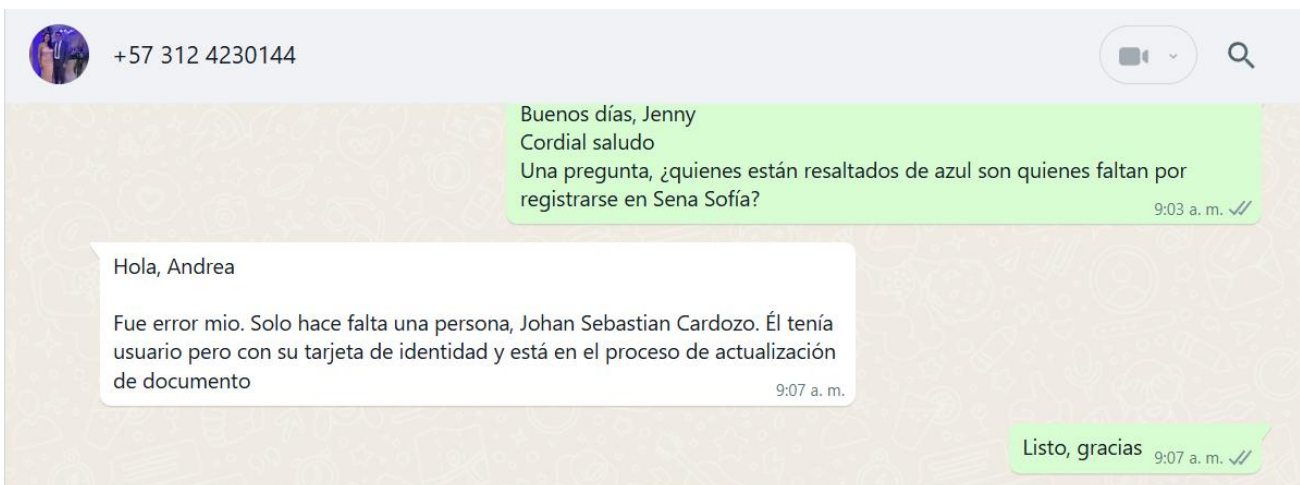 +57 312 4230144
Buenos días, Jenny
Cordial saludo
Una pregunta, ¿quienes están resaltados de azul son quienes faltan por
registrarse en Sena Sofía?
9:03 a. m.
Hola, Andrea
Fue error mio. Solo hace falta una persona, Johan Sebastian Cardozo. Él tenía
usuario pero con su tarjeta de identidad y está en el proceso de actualización
de documento
9:07 a. m.
Listo, gracias 9:07 a. m.